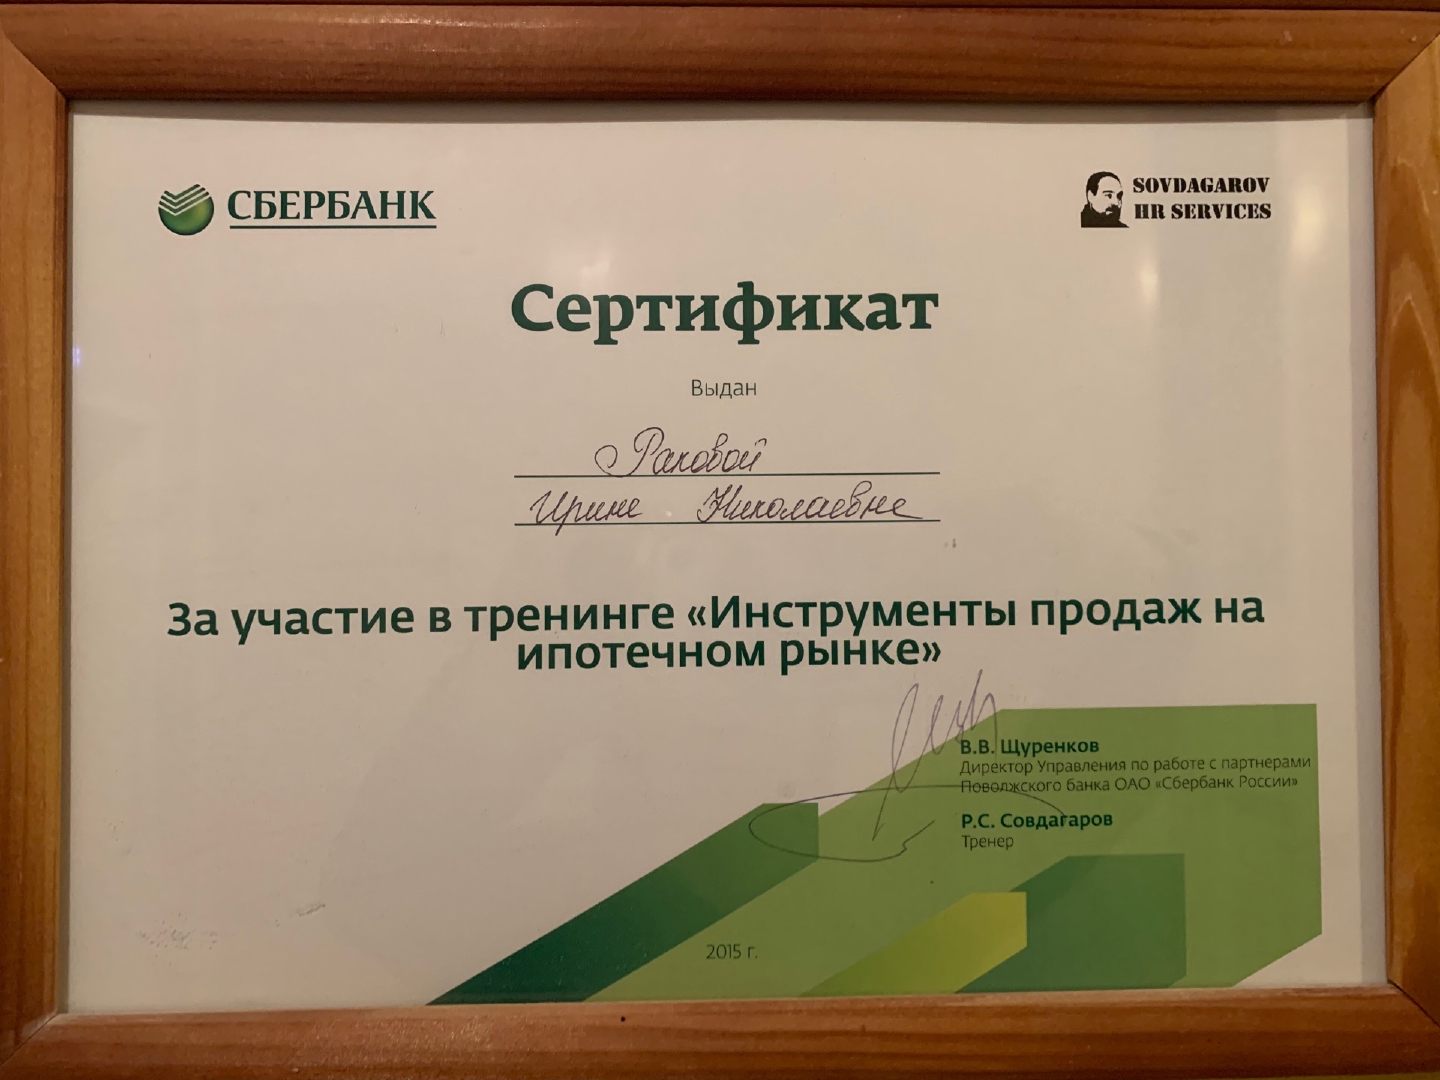 СБЕРБАНК
SOVDAGAROV
HR SERVICES
Сертификат
Выдан
Раковой
Ирине Николаевне
За участие в тренинге «Инструменты продаж на
ипотечном рынке»
В.В. Щуренков
Директор Управления по работе с партнерами
Поволжского банка ОАО «Сбербанк России»
Р.С. Совдагаров
Тренер
2015 г.